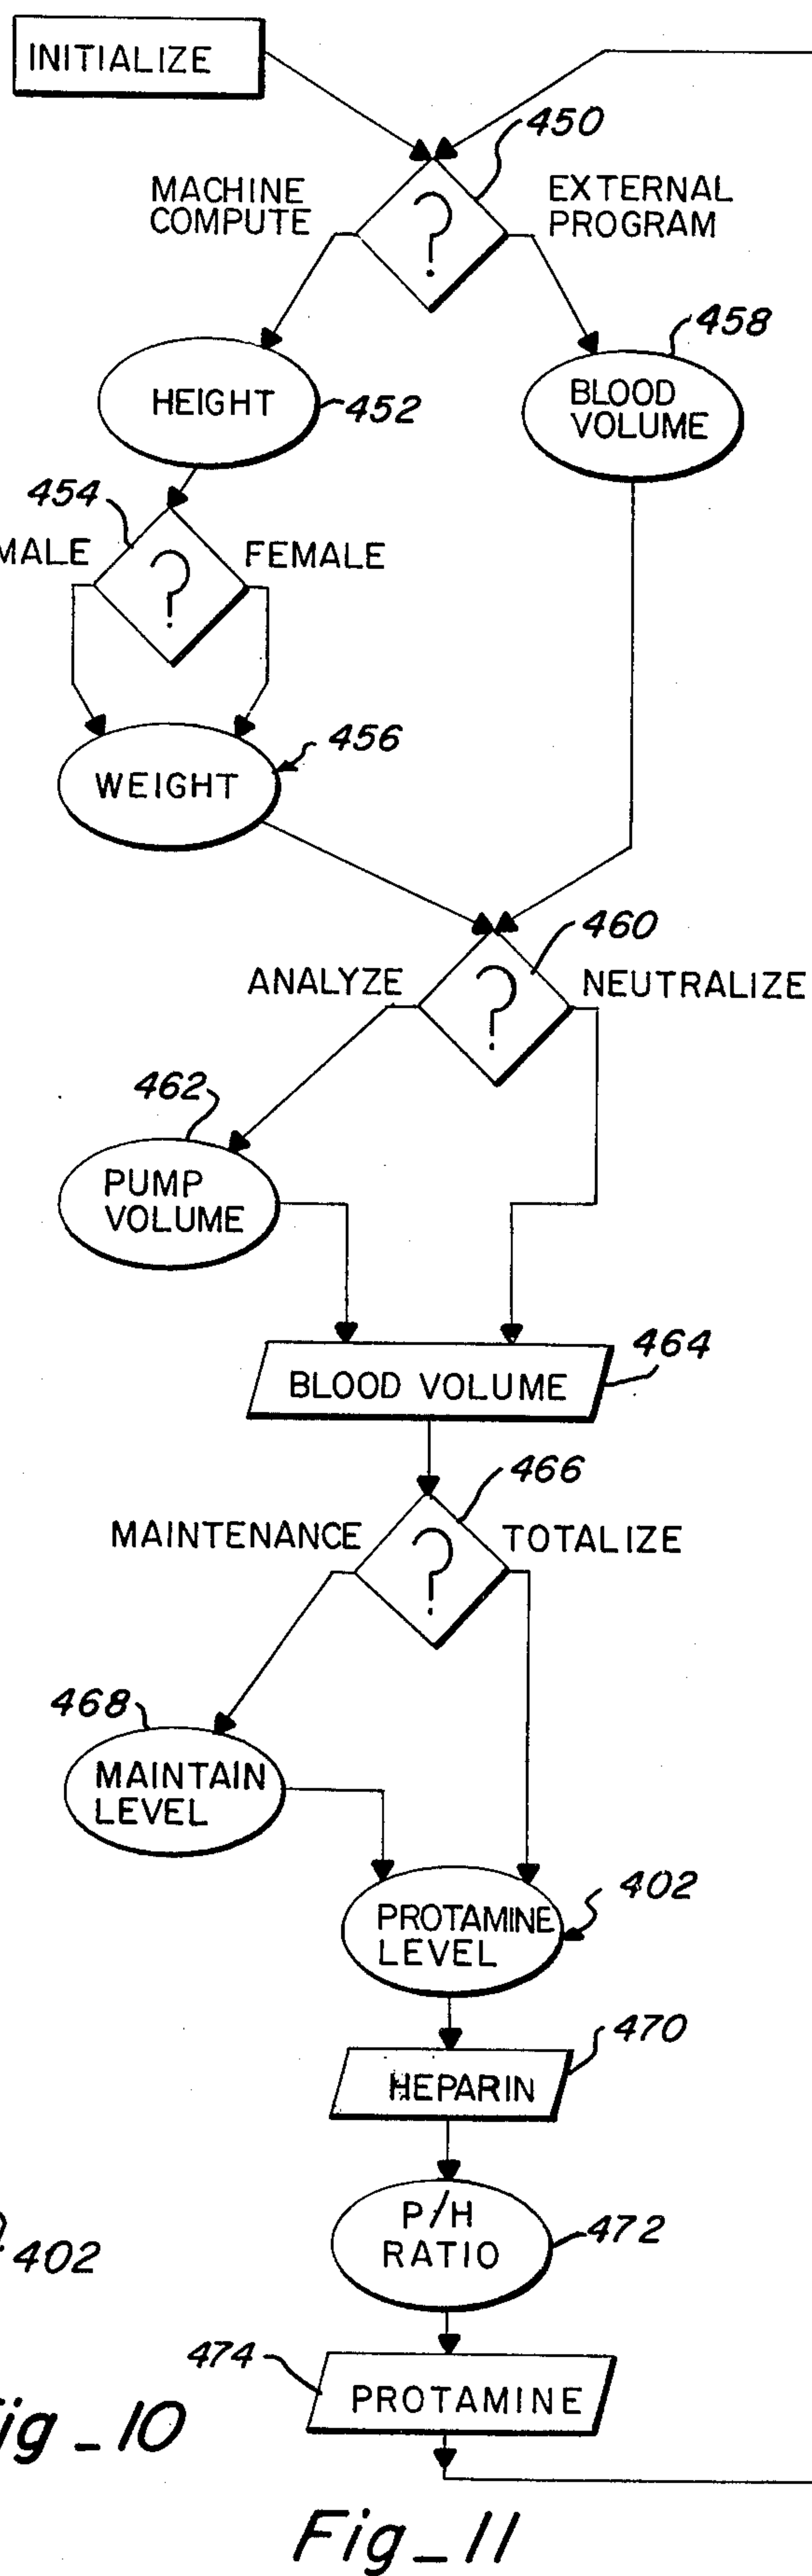 INITIALIZE
450
MACHINE
COMPUTE
EXTERNAL
PROGRAM
?
458
HEIGHT
452
BLOOD
VOLUME
454
MALE
FEMALE
?
456
WEIGHT
460
ANALYZE
NEUTRALIZE
?
462
PUMP
VOLUME
464
BLOOD VOLUME
466
MAINTENANCE
TOTALIZE
?
468
MAINTAIN
LEVEL
402
PROTAMINE
LEVEL
470
HEPARIN
P/H
RATIO
472
402
474
PROTAMINE
ig_10
Fig_11